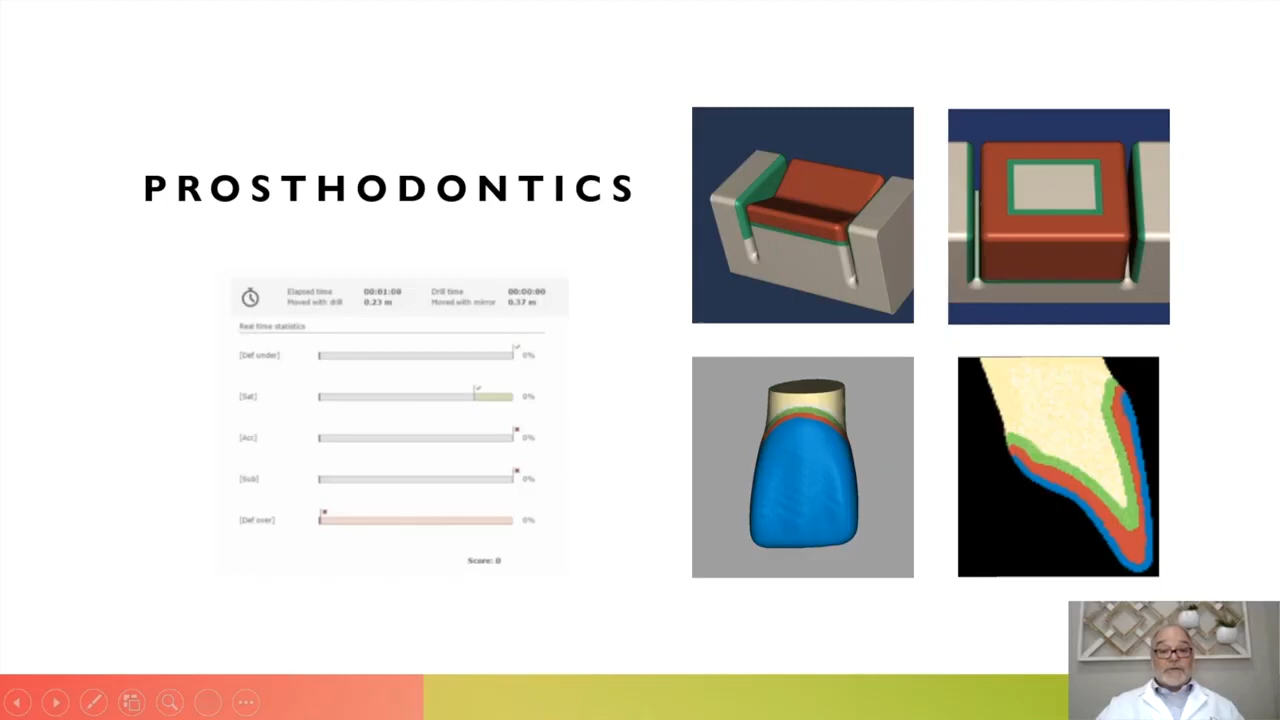 PROSTHODONTICS
Elapsed time 00:01:00 Drill time 00:00:00
Moved with drill 0.23 m Moved with mirror 0.37 m
Real time statistics
[Def under] 0%
[Sat] 0%
[Acc] 0%
[Sub] 0%
[Def over] 0%
Score: 0